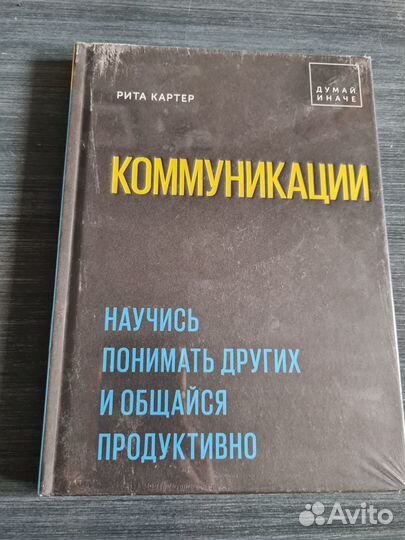 РИТА КАРТЕР
ДУМАЙ
ИНАЧЕ
КОММУНИКАЦИИ
НАУЧИСЬ
ПОНИМАТЬ ДРУГИХ
И ОБЩАЙСЯ
ПРОДУКТИВНО
Avito